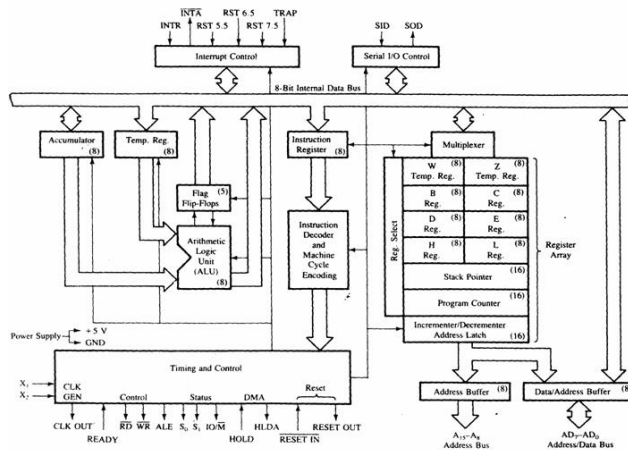 RST 6.5
INTA TRAP
INTR RST 5.5 RST 7.5
SID SOD
Interrupt Control
Serial I/O Control
8-Bit Internal Data Bus
Accumulator
(8)
Temp. Reg.
(8)
Instruction
Register
(8)
Multiplexer
Flag (5)
Flip-Flops
Arithmetic
Logic
Unit
(ALU)
(8)
Instruction
Decoder
and
Machine
Cycle
Encoding
Reg. Select
W (8)
Temp. Reg.
Z (8)
Temp. Reg.
B (8)
Reg.
C (8)
Reg.
D (8)
Reg.
E (8)
Reg.
H (8)
Reg.
L (8)
Reg.
Stack Pointer (16)
Program Counter (16)
Incrementer/Decrementer
Address Latch (16)
Register
Array
Power Supply
+5 V
GND
Timing and Control
X₁
X₂
CLK
GEN
Control
Status
DMA
Reset
CLK OUT
READY
RD WR ALE S₀ S₁ IO/M
HOLD
HLDA
RESET IN
RESET OUT
Address Buffer
(8)
Data/Address Buffer
(8)
A₁₅–A₈
Address Bus
AD₇–AD₀
Address/Data Bus